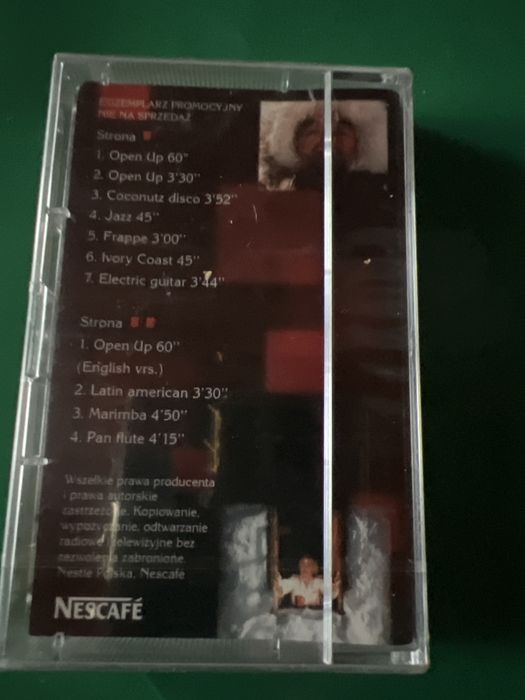 EGZEMPLARZ PROMOCYJNY
NIE NA SPRZEDAŻ
Strona
1. Open Up 60"
2. Open Up 3'30"
3. Coconutz disco 3'52"
4. Jazz 45"
5. Frappe 3'00"
6. Ivory Coast 45"
7. Electric guitar 3'44"
Strona
1. Open Up 60"
(English vrs.)
2. Latin american 3'30"
3. Marimba 4'50"
4. Pan flute 4'15"
Wszelkie prawa producenta
i prawa autorskie
zastrzeżone. Kopiowanie,
wypożyczanie, odtwarzanie
radiowe telewizyjne bez
zezwolenia zabronione.
Nestle Polska, Nescafé
NESCAFÉ